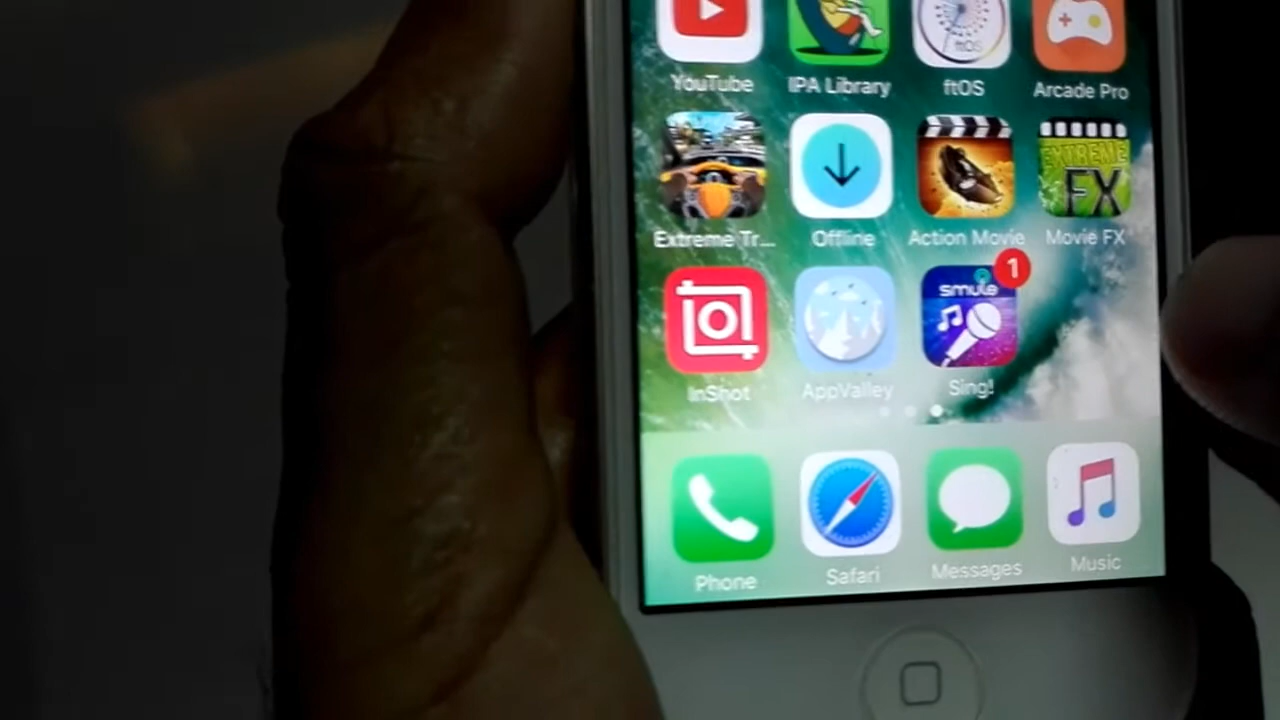 ftOS
YouTube IPA Library ftOS Arcade Pro
EXTREME
FX
Extreme Tr... Offline Action Movie Movie FX
1
smule
InShot AppValley Sing!
Phone Safari Messages Music